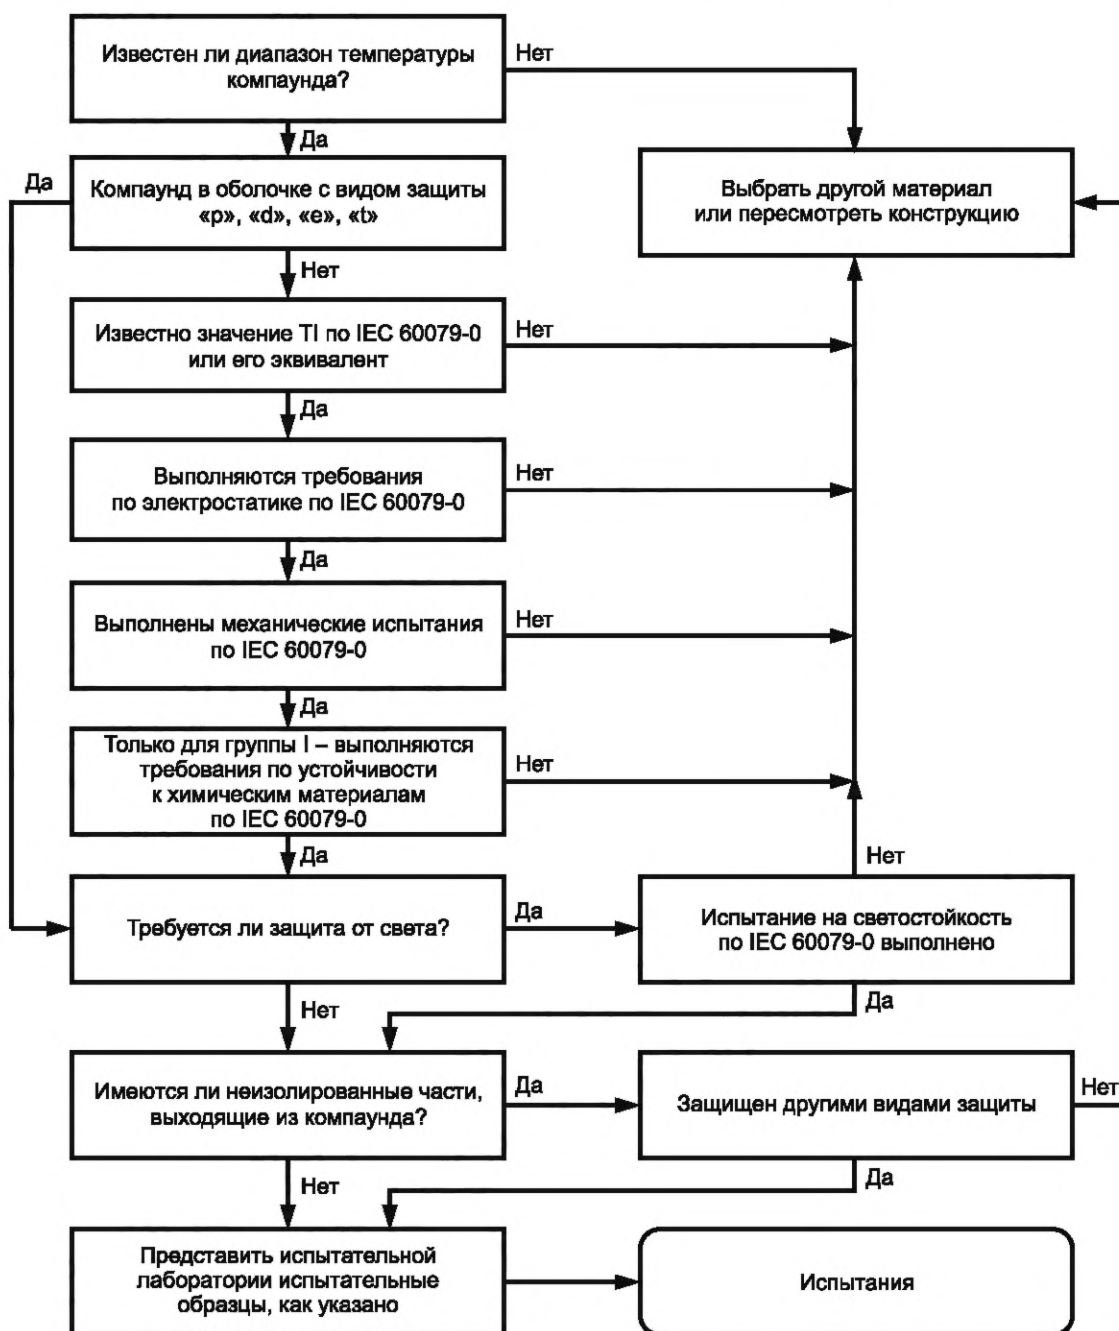 Известен ли диапазон температуры
компаунда?
Нет
Да
Да
Компаунд в оболочке с видом защиты
«p», «d», «e», «t»
Выбрать другой материал
или пересмотреть конструкцию
Нет
Известно значение TI по IEC 60079-0
или его эквивалент
Нет
Да
Выполняются требования
по электростатике по IEC 60079-0
Нет
Да
Выполнены механические испытания
по IEC 60079-0
Нет
Да
Только для группы I – выполняются
требования по устойчивости
к химическим материалам
по IEC 60079-0
Нет
Да
Нет
Требуется ли защита от света?
Да
Испытание на светостойкость
по IEC 60079-0 выполнено
Нет
Да
Имеются ли неизолированные части,
выходящие из компаунда?
Да
Защищен другими видами защиты
Нет
Нет
Да
Представить испытательной
лаборатории испытательные
образцы, как указано
Испытания